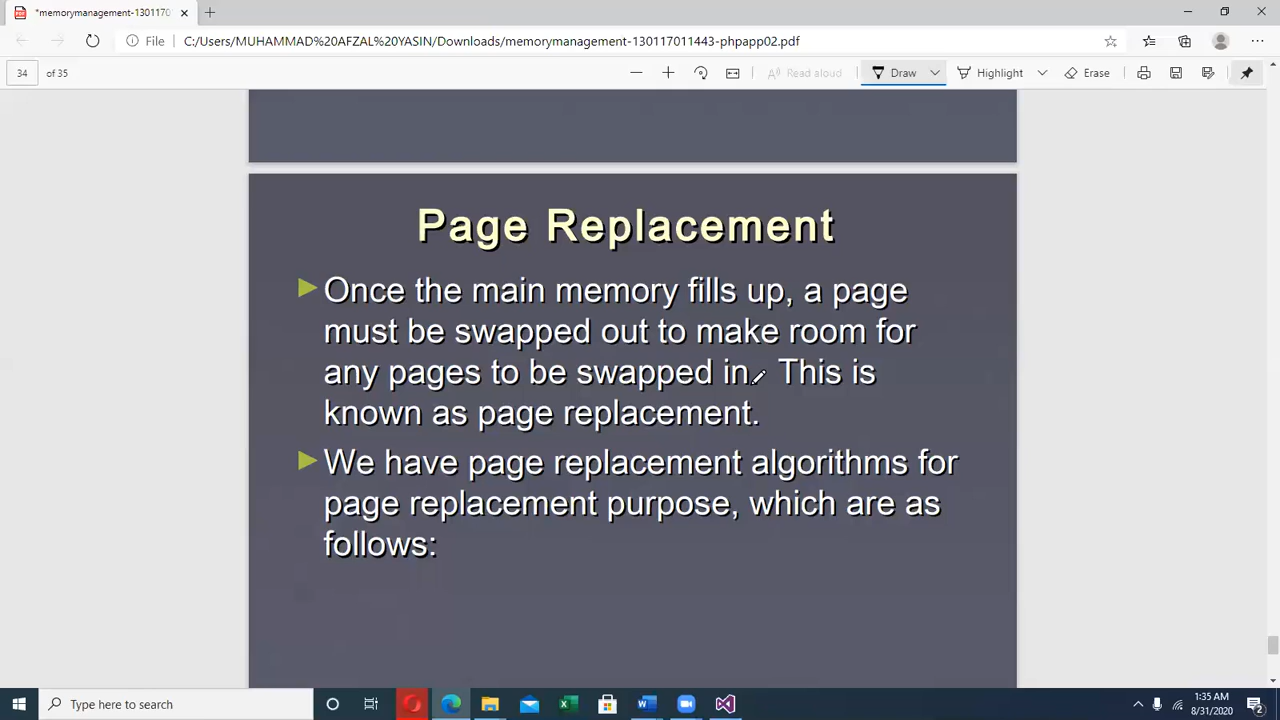 *memorymanagement-1301170
File
C:/Users/MUHAMMAD%20AFZAL%20YASIN/Downloads/memorymanagement-130117011443-phpapp02.pdf
34 of 35
Read aloud
Draw
Highlight
Erase
Page Replacement
Once the main memory fills up, a page
must be swapped out to make room for
any pages to be swapped in. This is
known as page replacement.
We have page replacement algorithms for
page replacement purpose, which are as
follows:
Type here to search
1:35 AM
8/31/2020
2